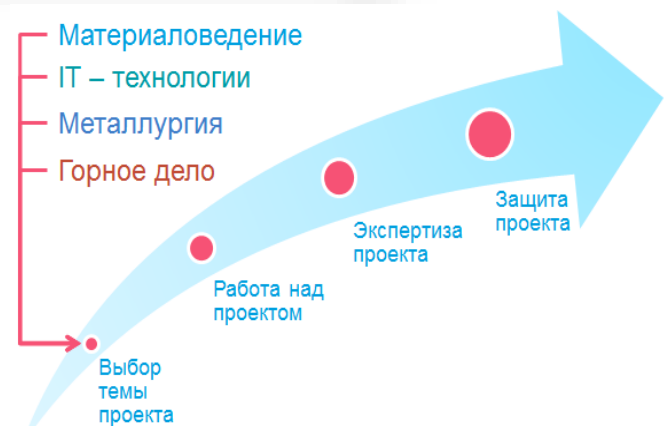 Материаловедение
IT – технологии
Металлургия
Горное дело
Выбор
темы
проекта
Работа над
проектом
Экспертиза
проекта
Защита
проекта